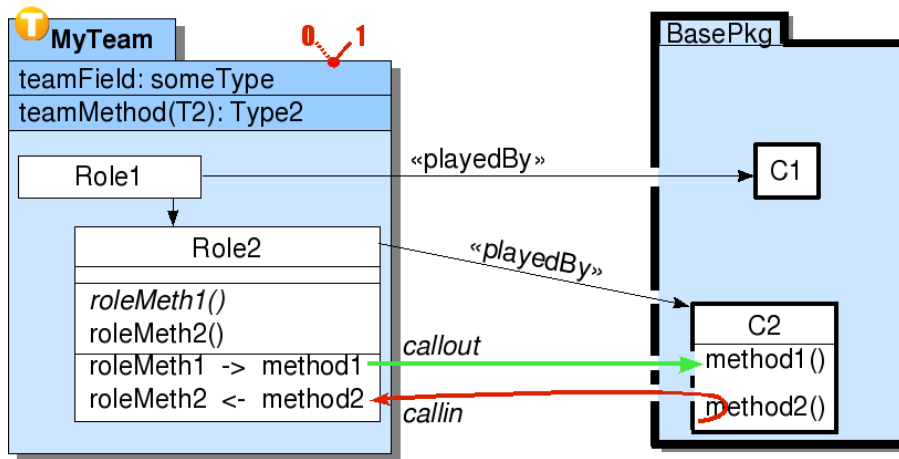 T
MyTeam
0 1
BasePkg
teamField: someType
teamMethod(T2): Type2
Role1
«playedBy»
C1
Role2
«playedBy»
roleMeth1()
roleMeth2()
roleMeth1 -> method1
roleMeth2 <- method2
callout
callin
C2
method1()
method2()